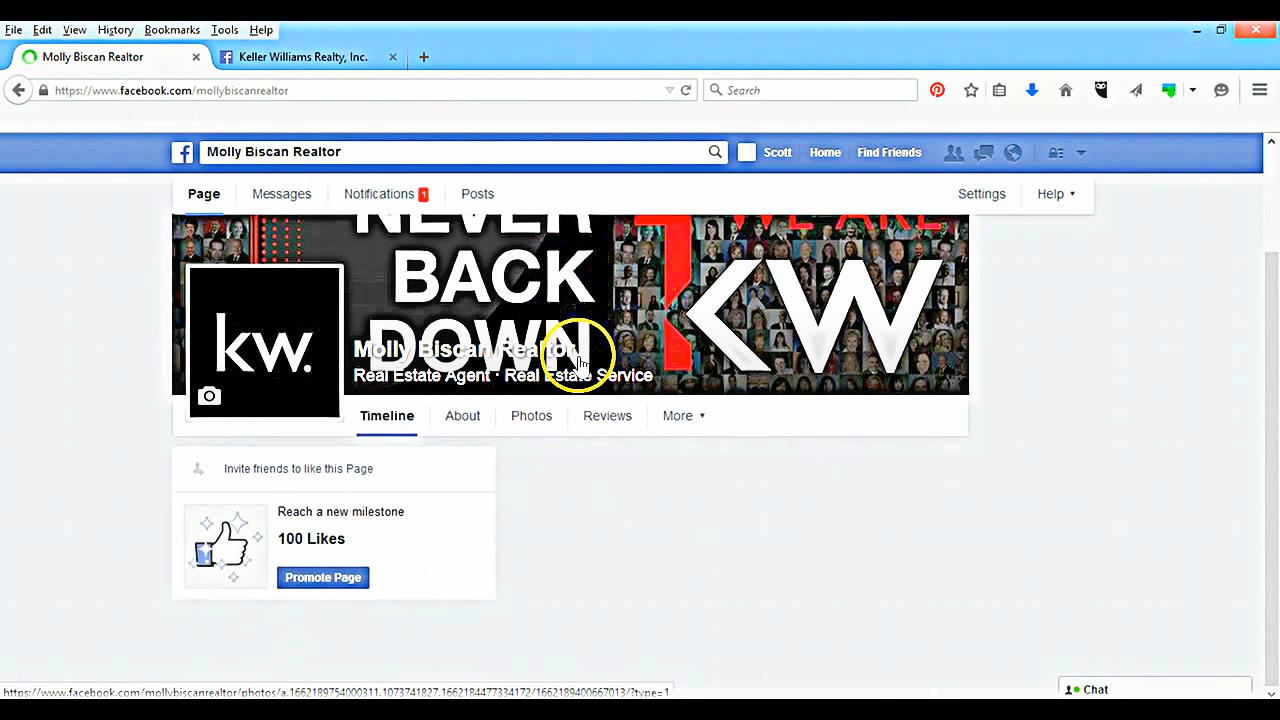 File Edit View History Bookmarks Tools Help
Molly Biscan Realtor
Keller Williams Realty, Inc.
https://www.facebook.com/mollybiscanrealtor
Search
Molly Biscan Realtor
Scott Home Find Friends
Page Messages Notifications 1 Posts Settings Help
NEVER
BACK
DOWN
WE ARE
kw
kw.
Molly Biscan Realtor
Real Estate Agent · Real Estate Service
Timeline About Photos Reviews More
Invite friends to like this Page
Reach a new milestone
100 Likes
Promote Page
https://www.facebook.com/mollybiscanrealtor/photos/a.1662189754000311.1073741827.1662184477334172/1662189400667013/?type=1
Chat